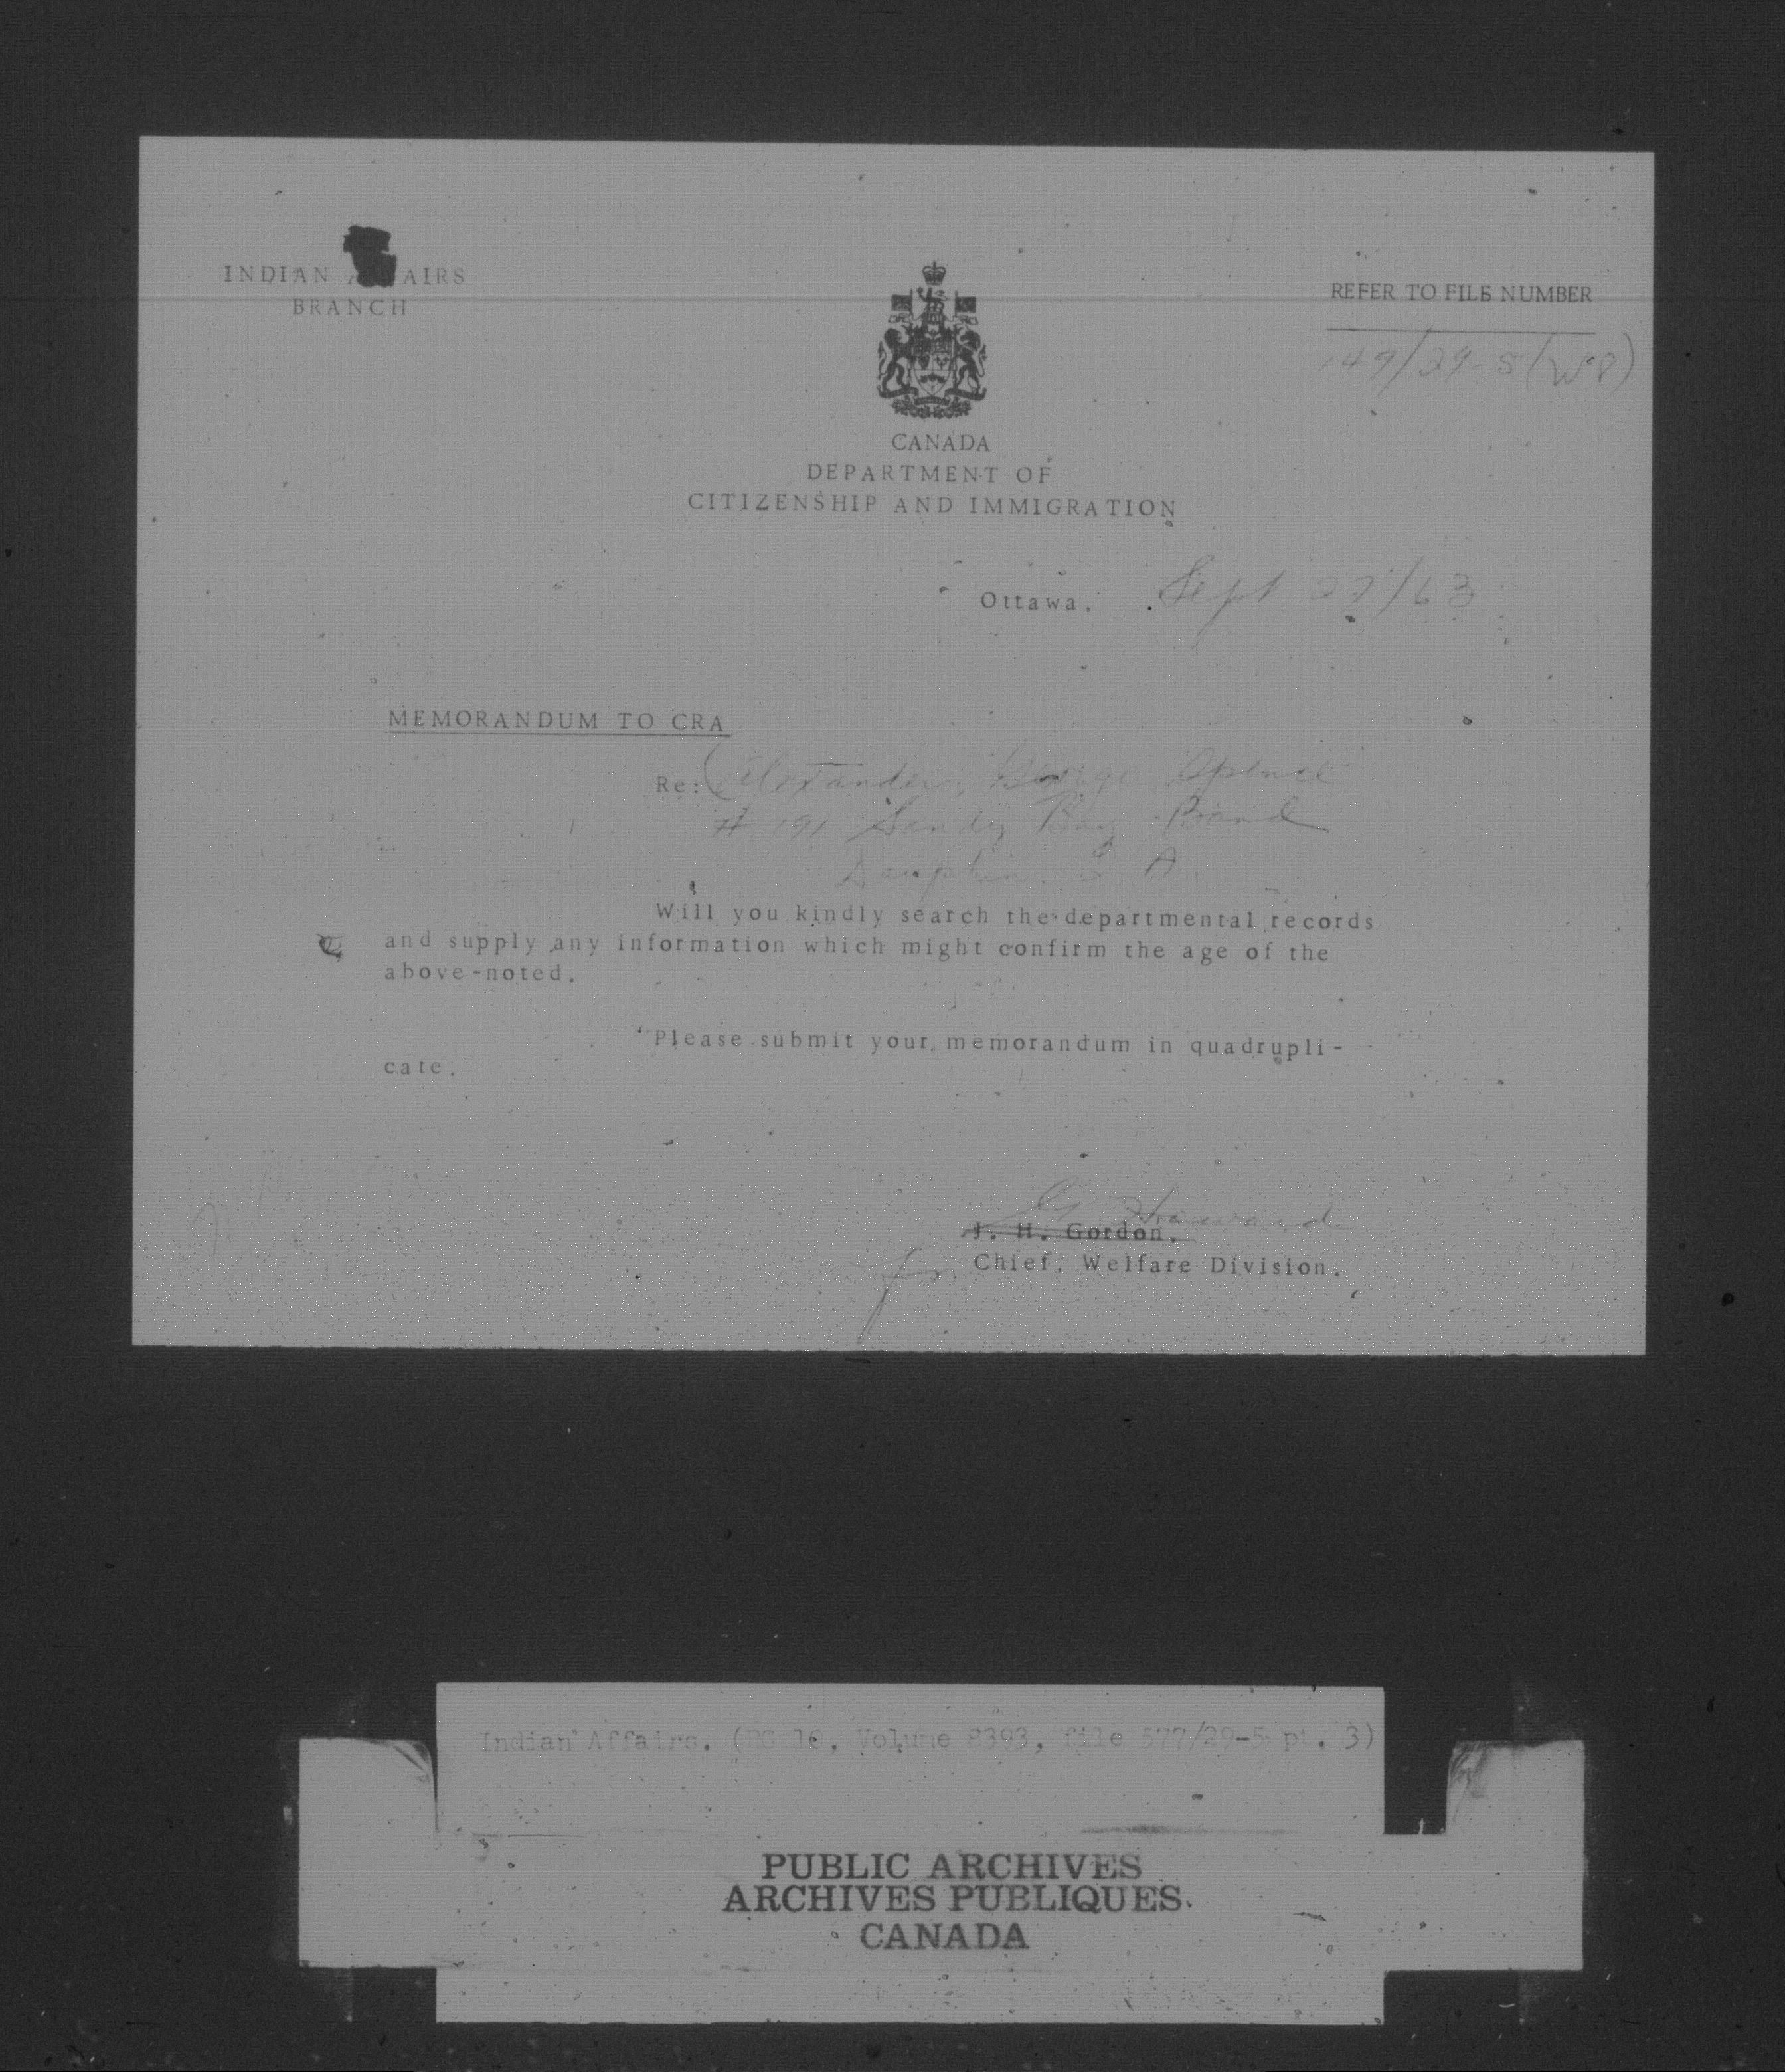 INDIAN AFFAIRS
BRANCH
REFER TO FILE NUMBER
149/29-5 (W.8)
CANADA
DEPARTMENT OF
CITIZENSHIP AND IMMIGRATION
Ottawa, Sept 27/63
MEMORANDUM TO CRA
Re: Alexander, George Spence
# 191 Sandy Bay Band
Dauphin I. A.
Will you kindly search the departmental records
and supply any information which might confirm the age of the
above-noted.
Please submit your memorandum in quadrupli-
cate.
G Howard
J. H. Gordon,
for Chief, Welfare Division.
Indian Affairs. (RG 10, Volume 8393, file 577/29-5 pt. 3)
PUBLIC ARCHIVES
ARCHIVES PUBLIQUES
CANADA